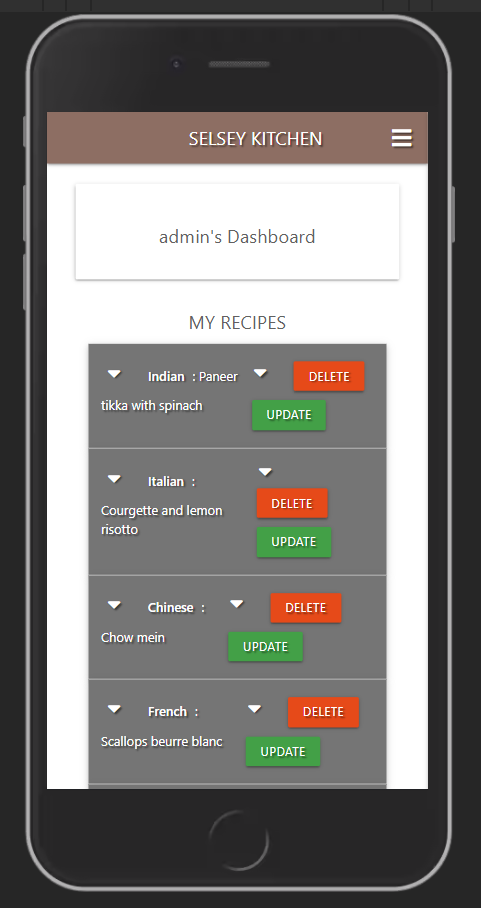 SELSEY KITCHEN
admin's Dashboard
MY RECIPES
Indian : Paneer
tikka with spinach
DELETE
UPDATE
Italian :
Courgette and lemon
risotto
DELETE
UPDATE
Chinese :
Chow mein
DELETE
UPDATE
French :
Scallops beurre blanc
DELETE
UPDATE